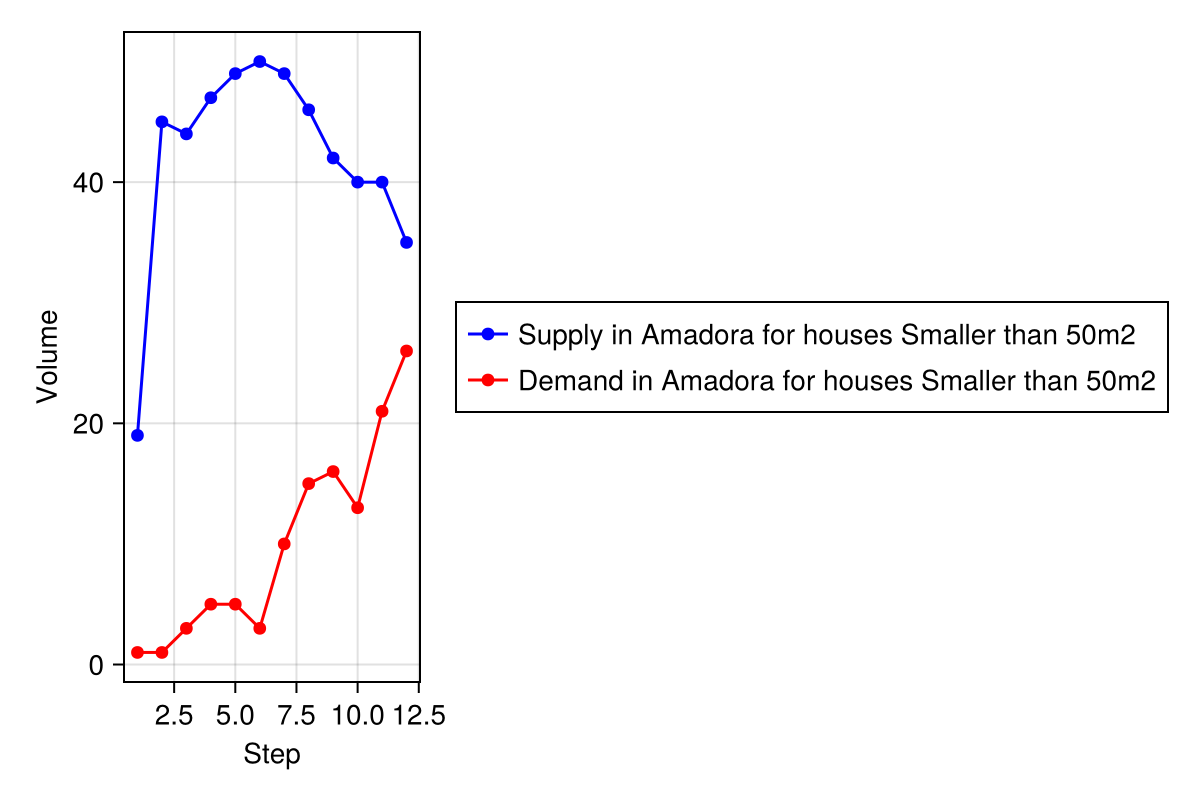 Volume
40
20
0
2.5 5.0 7.5 10.0 12.5
Step
Supply in Amadora for houses Smaller than 50m2
Demand in Amadora for houses Smaller than 50m2